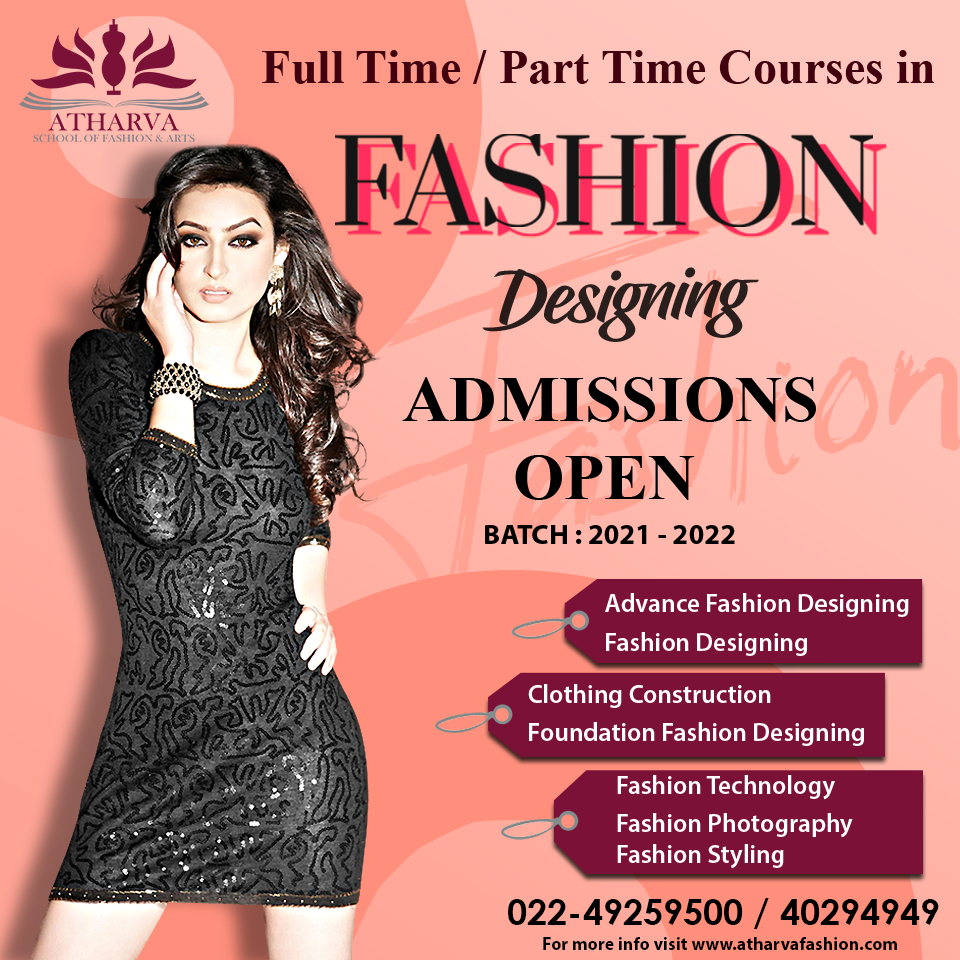 ATHARVA
SCHOOL OF FASHION & ARTS
Full Time / Part Time Courses in
FASHION
Designing
Fashion
ADMISSIONS
OPEN
BATCH : 2021 - 2022
Advance Fashion Designing
Fashion Designing
Clothing Construction
Foundation Fashion Designing
Fashion Technology
Fashion Photography
Fashion Styling
022-49259500 / 40294949
For more info visit www.atharvafashion.com